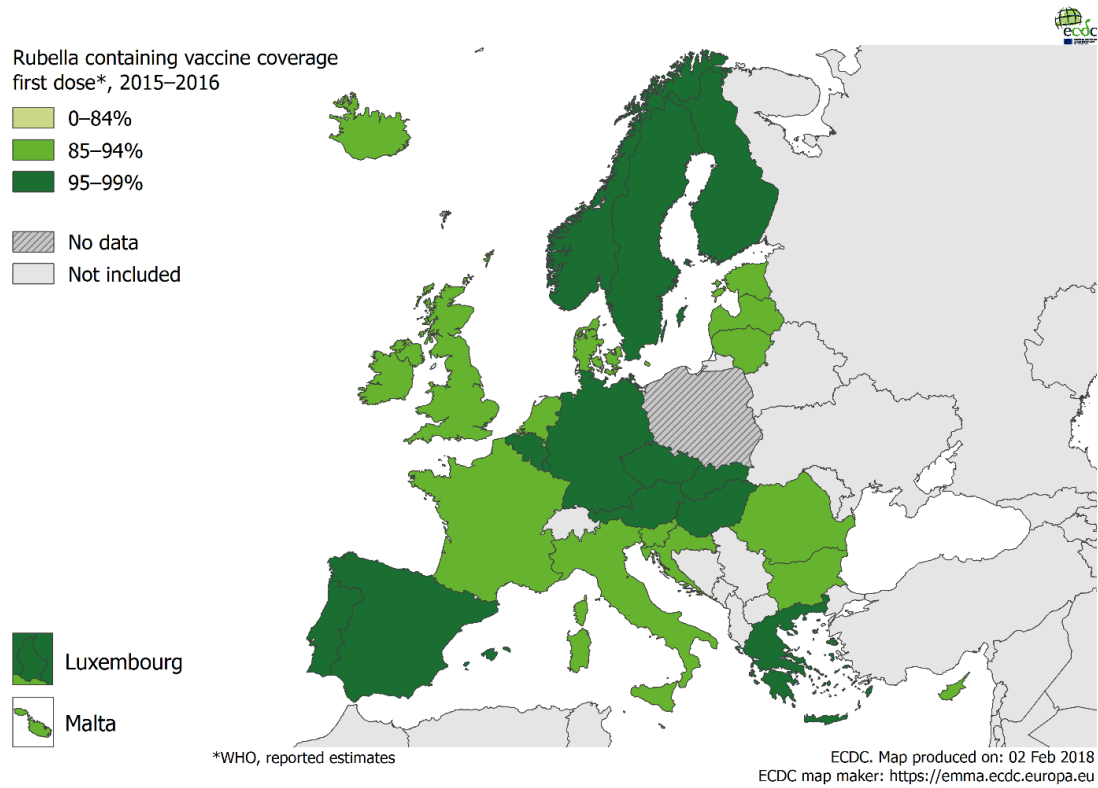 ecdc
Rubella containing vaccine coverage
first dose*, 2015–2016
0–84%
85–94%
95–99%
No data
Not included
Luxembourg
Malta
*WHO, reported estimates
ECDC. Map produced on: 02 Feb 2018
ECDC map maker: https://emma.ecdc.europa.eu